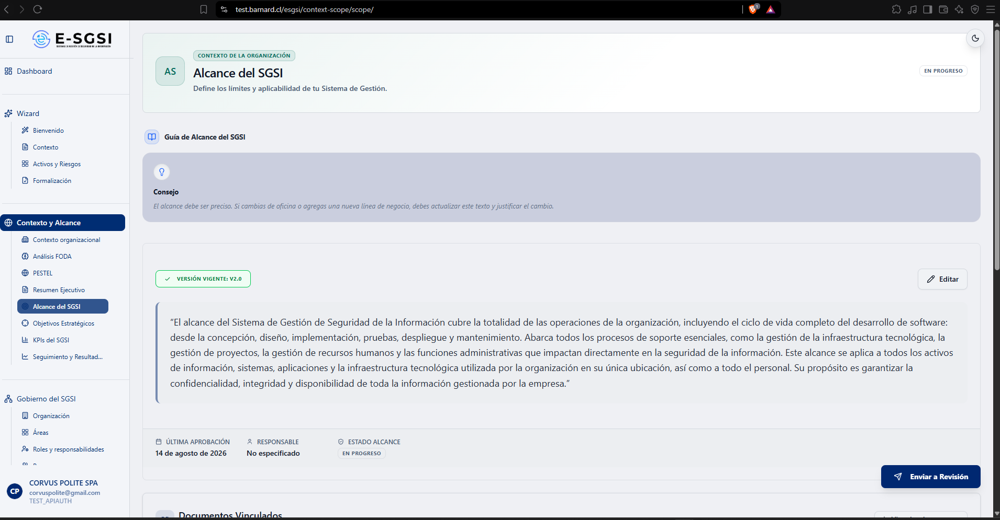 test.barnard.cl/esgsi/context-scope/scope/
1
E-SGSI
SISTEMAS DE GESTIÓN DE SEGURIDAD DE LA INFORMACIÓN
Dashboard
Wizard
Bienvenido
Contexto
Activos y Riesgos
Formalización
Contexto y Alcance
Contexto organizacional
Análisis FODA
PESTEL
Resumen Ejecutivo
Alcance del SGSI
Objetivos Estratégicos
KPIs del SGSI
Seguimiento y Resultad...
Gobierno del SGSI
Organización
Áreas
Roles y responsabilidades
CP
CORVUS POLITE SPA
corvuspolite@gmail.com
TEST_APIAUTH
AS
CONTEXTO DE LA ORGANIZACIÓN
Alcance del SGSI
Define los límites y aplicabilidad de tu Sistema de Gestión.
EN PROGRESO
Guía de Alcance del SGSI
Consejo
El alcance debe ser preciso. Si cambias de oficina o agregas una nueva línea de negocio, debes actualizar este texto y justificar el cambio.
VERSIÓN VIGENTE: V2.0
Editar
“El alcance del Sistema de Gestión de Seguridad de la Información cubre la totalidad de las operaciones de la organización, incluyendo el ciclo de vida completo del desarrollo de software:
desde la concepción, diseño, implementación, pruebas, despliegue y mantenimiento. Abarca todos los procesos de soporte esenciales, como la gestión de la infraestructura tecnológica, la
gestión de proyectos, la gestión de recursos humanos y las funciones administrativas que impactan directamente en la seguridad de la información. Este alcance se aplica a todos los activos
de información, sistemas, aplicaciones y la infraestructura tecnológica utilizada por la organización en su única ubicación, así como a todo el personal. Su propósito es garantizar la
confidencialidad, integridad y disponibilidad de toda la información gestionada por la empresa.”
ÚLTIMA APROBACIÓN
14 de agosto de 2026
RESPONSABLE
No especificado
ESTADO ALCANCE
EN PROGRESO
Enviar a Revisión
Documentos Vinculados